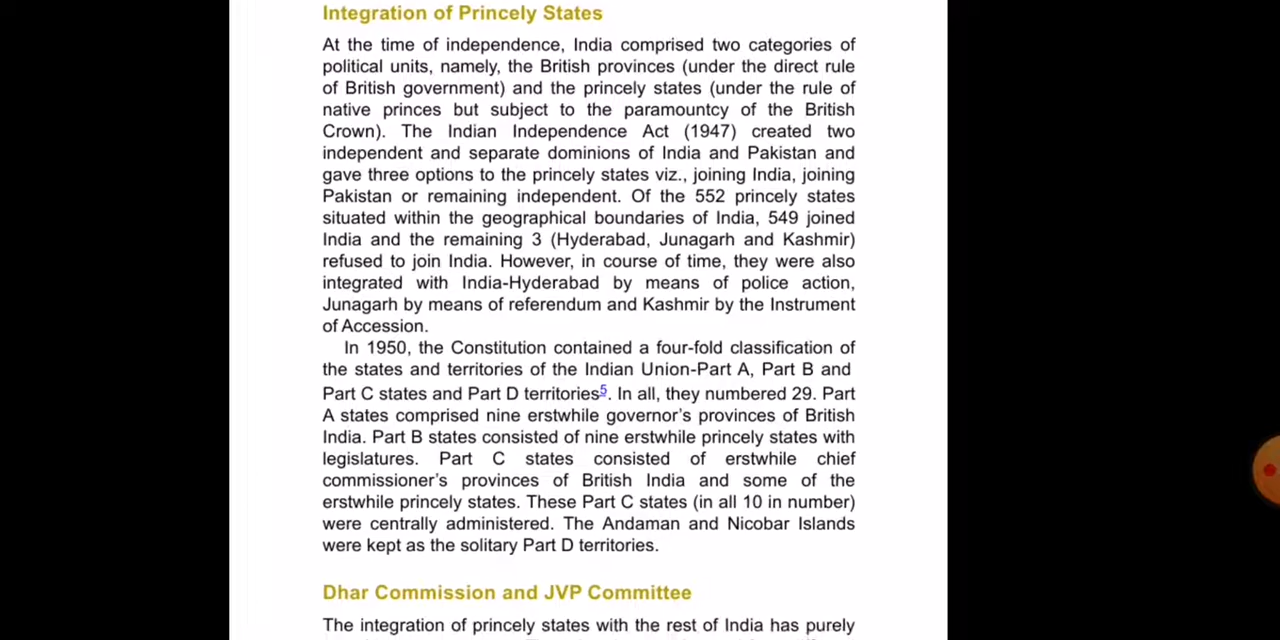 Integration of Princely States
At the time of independence, India comprised two categories of
political units, namely, the British provinces (under the direct rule
of British government) and the princely states (under the rule of
native princes but subject to the paramountcy of the British
Crown). The Indian Independence Act (1947) created two
independent and separate dominions of India and Pakistan and
gave three options to the princely states viz., joining India, joining
Pakistan or remaining independent. Of the 552 princely states
situated within the geographical boundaries of India, 549 joined
India and the remaining 3 (Hyderabad, Junagarh and Kashmir)
refused to join India. However, in course of time, they were also
integrated with India-Hyderabad by means of police action,
Junagarh by means of referendum and Kashmir by the Instrument
of Accession.
In 1950, the Constitution contained a four-fold classification of
the states and territories of the Indian Union-Part A, Part B and
Part C states and Part D territories5. In all, they numbered 29. Part
A states comprised nine erstwhile governor's provinces of British
India. Part B states consisted of nine erstwhile princely states with
legislatures. Part C states consisted of erstwhile chief
commissioner's provinces of British India and some of the
erstwhile princely states. These Part C states (in all 10 in number)
were centrally administered. The Andaman and Nicobar Islands
were kept as the solitary Part D territories.
Dhar Commission and JVP Committee
The integration of princely states with the rest of India has purely